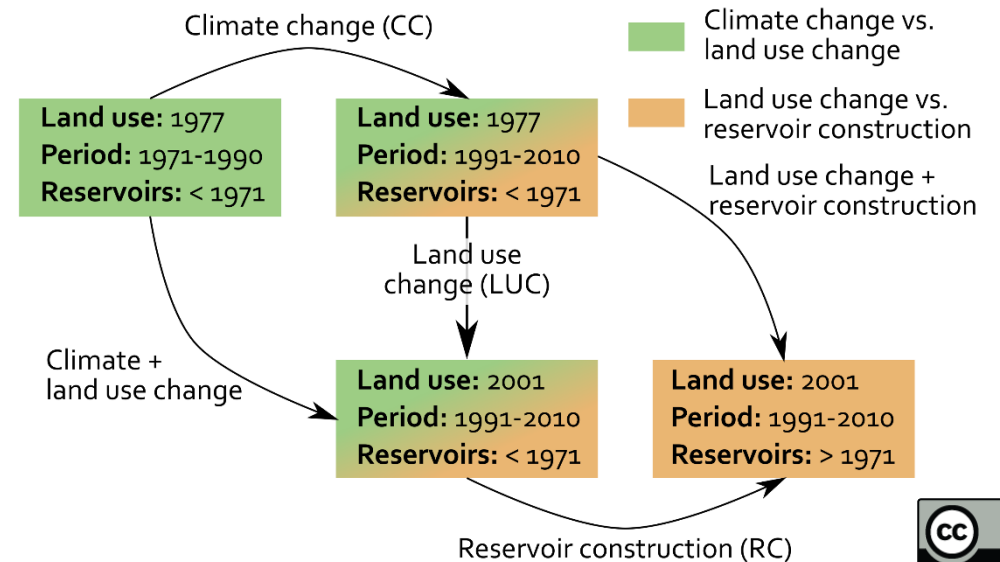 Climate change (CC)
Climate change vs.
land use change
Land use change vs.
reservoir construction
Land use: 1977
Period: 1971-1990
Reservoirs: < 1971
Land use: 1977
Period: 1991-2010
Reservoirs: < 1971
Land use change +
reservoir construction
Land use
change (LUC)
Climate +
land use change
Land use: 2001
Period: 1991-2010
Reservoirs: < 1971
Land use: 2001
Period: 1991-2010
Reservoirs: > 1971
Reservoir construction (RC)
cc